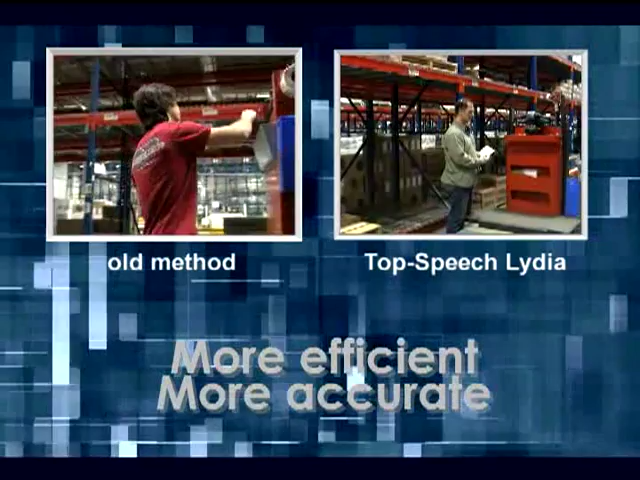 old method
Top-Speech Lydia
More efficient
More accurate